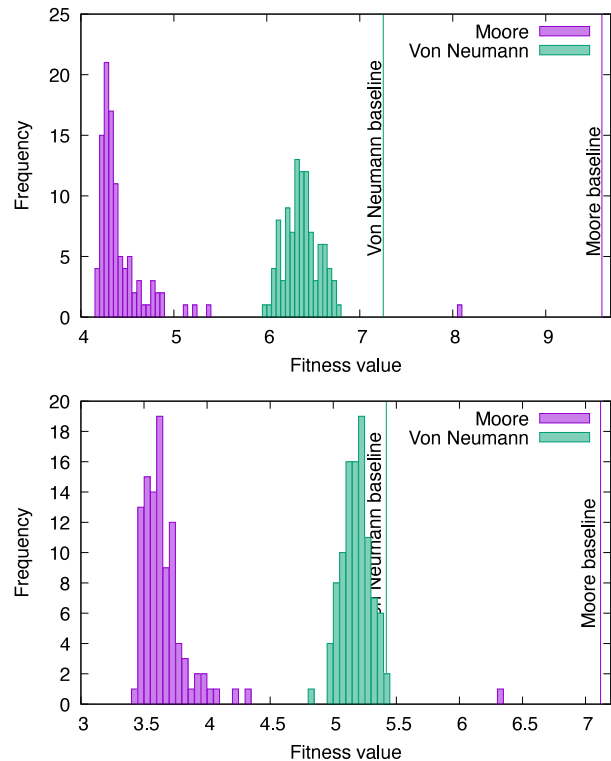 25
20
15
10
5
0
Frequency
Moore
Von Neumann
Von Neumann baseline
Moore baseline
4 5 6 7 8 9
Fitness value
20
18
16
14
12
10
8
6
4
2
0
Frequency
Moore
Von Neumann
Neumann baseline
Moore baseline
3 3.5 4 4.5 5 5.5 6 6.5 7
Fitness value